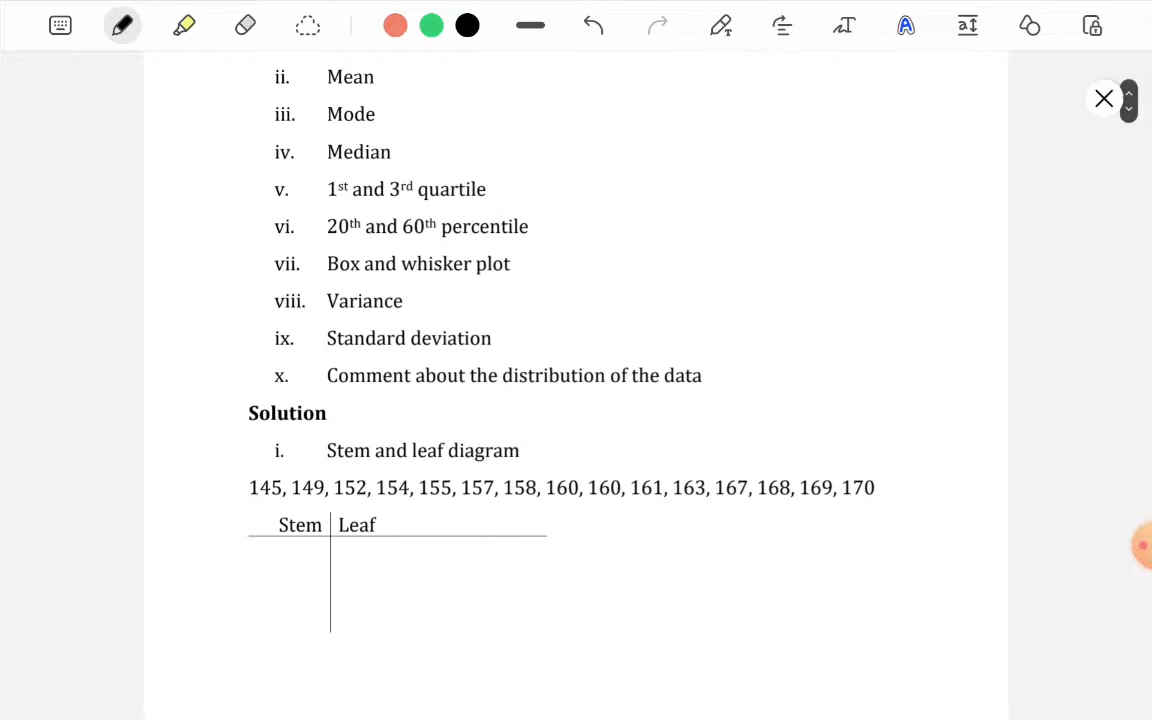 ii. Mean
iii. Mode
iv. Median
v. 1st and 3rd quartile
vi. 20th and 60th percentile
vii. Box and whisker plot
viii. Variance
ix. Standard deviation
x. Comment about the distribution of the data
Solution
i. Stem and leaf diagram
145, 149, 152, 154, 155, 157, 158, 160, 160, 161, 163, 167, 168, 169, 170
Stem Leaf